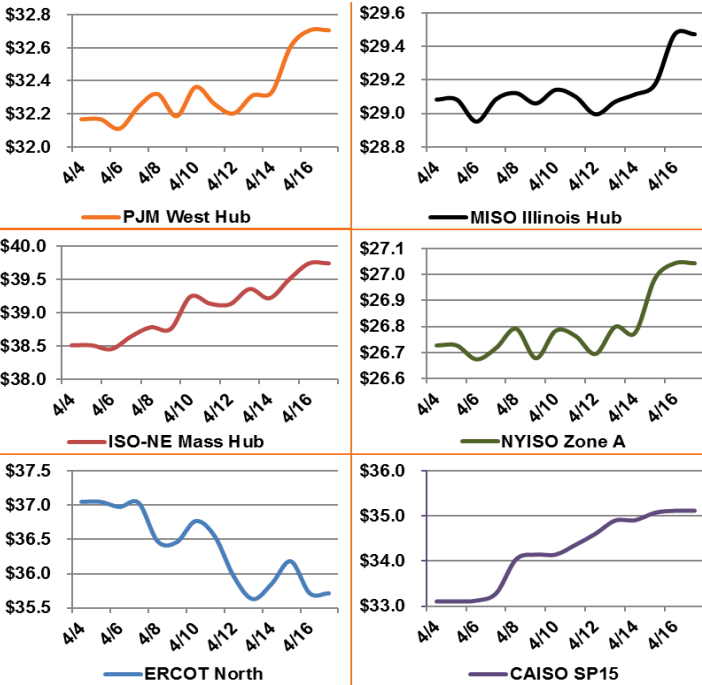 $32.8
$32.6
$32.4
$32.2
$32.0
4/4 4/6 4/8 4/10 4/12 4/14 4/16
PJM West Hub
$29.6
$29.4
$29.2
$29.0
$28.8
4/4 4/6 4/8 4/10 4/12 4/14 4/16
MISO Illinois Hub
$40.0
$39.5
$39.0
$38.5
$38.0
4/4 4/6 4/8 4/10 4/12 4/14 4/16
ISO-NE Mass Hub
$27.1
$27.0
$26.9
$26.8
$26.7
$26.6
4/4 4/6 4/8 4/10 4/12 4/14 4/16
NYISO Zone A
$37.5
$37.0
$36.5
$36.0
$35.5
4/4 4/6 4/8 4/10 4/12 4/14 4/16
ERCOT North
$36.0
$35.0
$34.0
$33.0
4/4 4/6 4/8 4/10 4/12 4/14 4/16
CAISO SP15